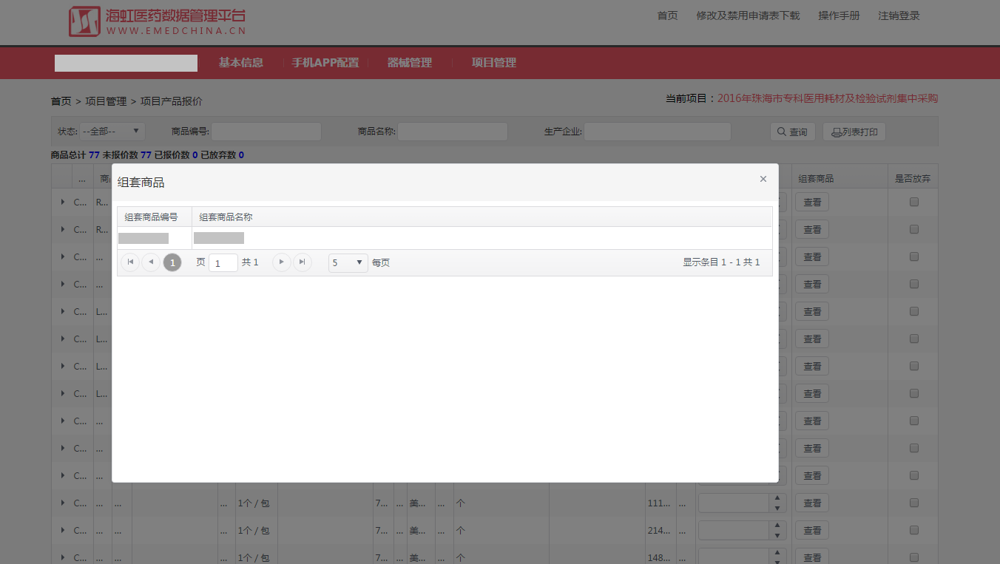 海虹医药数据管理平台
WWW.EMEDCHINA.CN
首页 修改及禁用申请表下载 操作手册 注销登录
基本信息 手机APP配置 器械管理 项目管理
首页 > 项目管理 > 项目产品报价
当前项目：2016年珠海市专科医用耗材及检验试剂集中采购
状态: --全部-- 商品编号: 商品名称: 生产企业: 查询 列表打印
商品总计 77 未报价数 77 已报价数 0 已放弃数 0
... 商 组套商品 是否放弃
组套商品
组套商品编号 组套商品名称
1 页 1 共 1 5 每页 显示条目 1 - 1 共 1
C... R... 查看
C... R... 查看
C... ... 查看
C... ... 查看
C... L... 查看
C... L... 查看
C... L... 查看
C... L... 查看
C... ... 查看
C... ... 查看
C... ... 查看
C... ... ... ... 1个 / 包 7... ... 美... ... 个 111... ... 查看
C... ... ... ... 1个 / 包 7... ... 美... ... 个 214... ... 查看
C... ... ... ... 1个 / 包 7... ... 美... ... 个 148... ... 查看